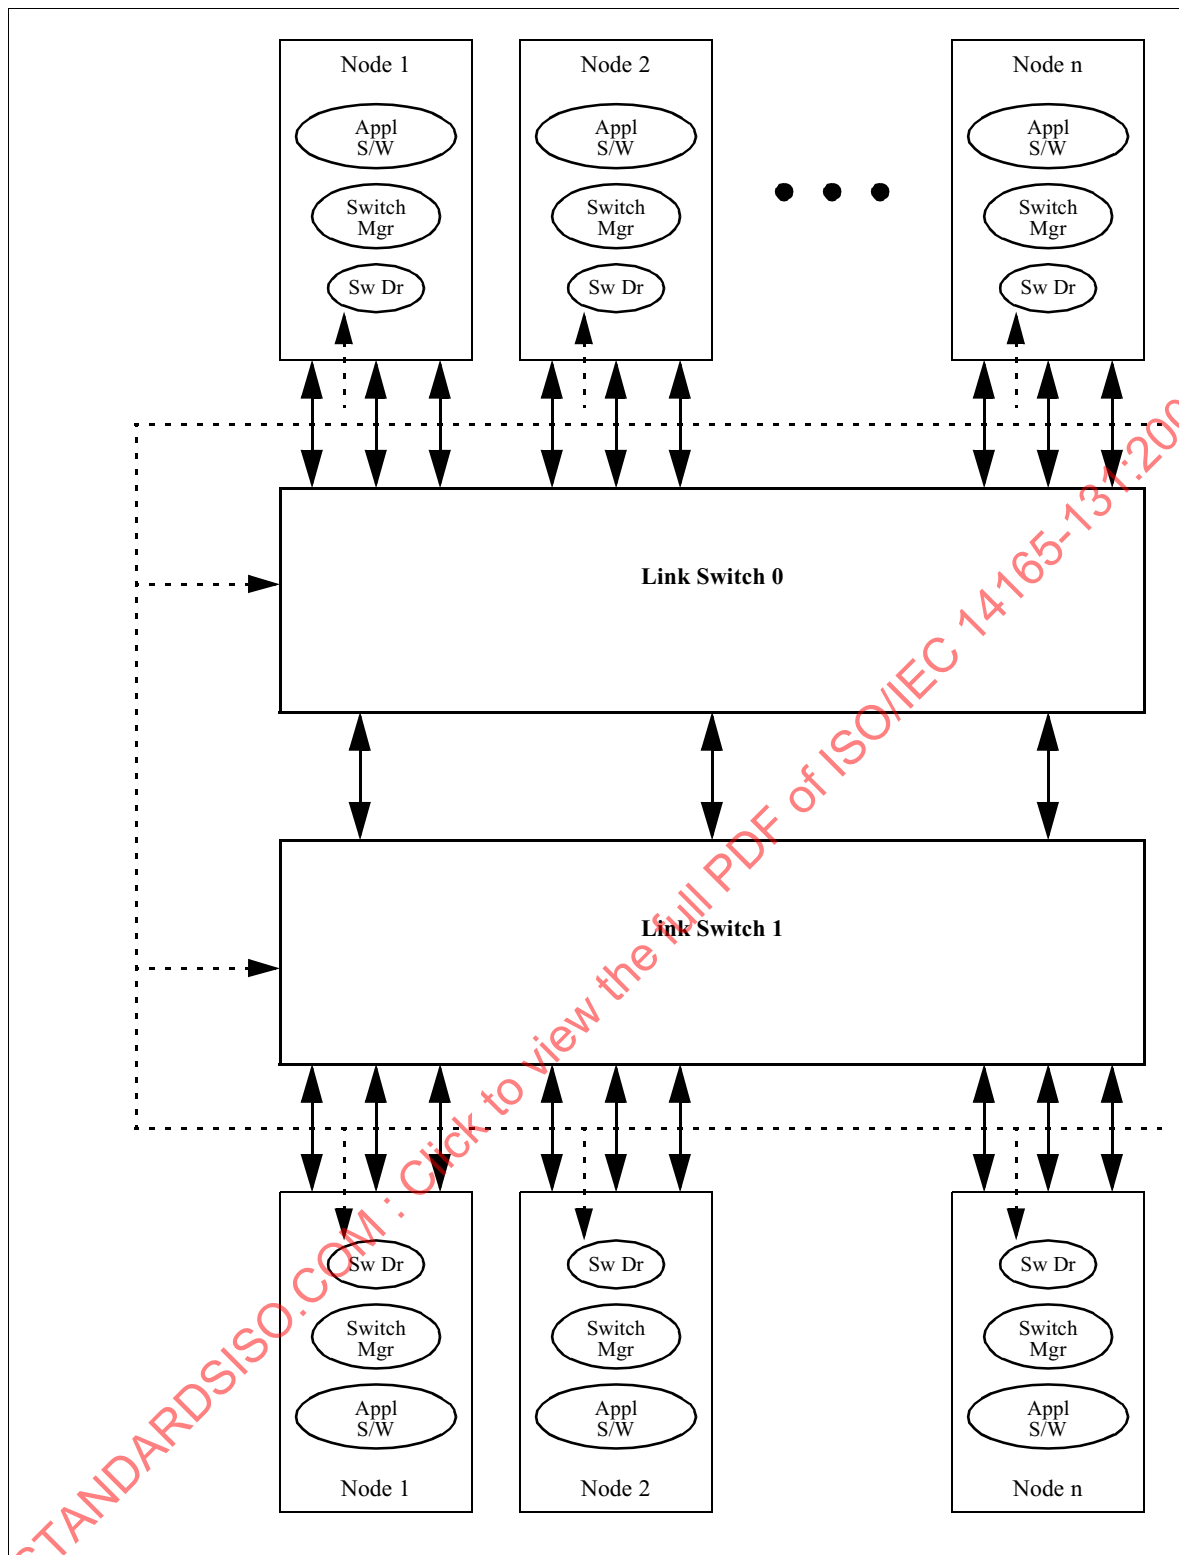 Node 1
Node 2
Node n
Appl
S/W
Appl
S/W
Appl
S/W
Switch
Mgr
Switch
Mgr
Switch
Mgr
Sw Dr
Sw Dr
Sw Dr
Link Switch 0
Link Switch 1
Sw Dr
Sw Dr
Sw Dr
Switch
Mgr
Switch
Mgr
Switch
Mgr
Appl
S/W
Appl
S/W
Appl
S/W
Node 1
Node 2
Node n
STANDARDSISO.COM : Click to view the full PDF of ISO/IEC 14165-131:200